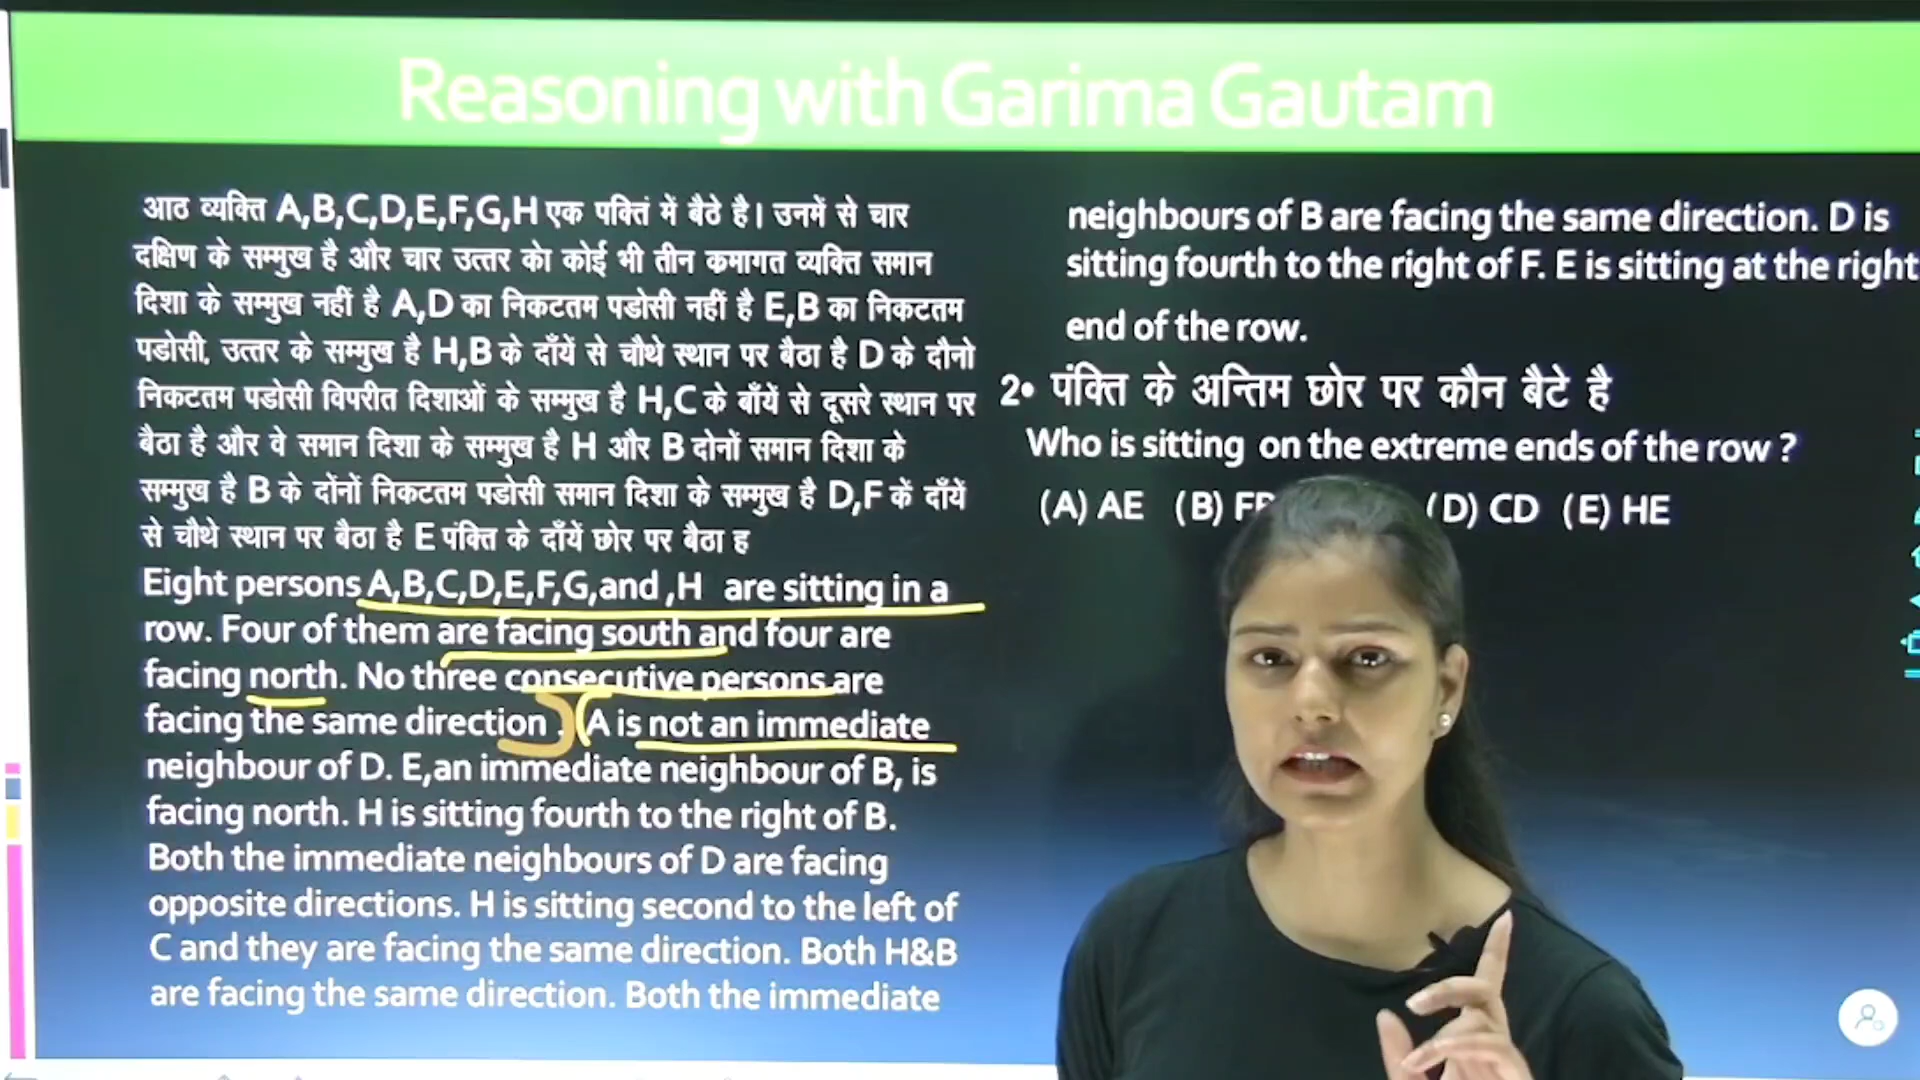 Reasoning with Garima Gautam
आठ व्यक्ति A,B,C,D,E,F,G,H एक पक्तिं में बैठे है। उनमें से चार
दक्षिण के सम्मुख है और चार उत्तर केा कोई भी तीन क्रमागत व्यक्ति समान
दिशा के सम्मुख नहीं है A,D का निकटतम पडोसी नहीं है E,B का निकटतम
पडोसी, उत्तर के सम्मुख है H,B के दाँयें से चौथे स्थान पर बैठा है D के दौनो
निकटतम पडोसी विपरीत दिशाओं के सम्मुख है H,C के बाँयें से दूसरे स्थान पर
बैठा है और वे समान दिशा के सम्मुख है H और B दोनों समान दिशा के
सम्मुख है B के दोंनों निकटतम पडोसी समान दिशा के सम्मुख है D,F कें दाँयें
से चौथे स्थान पर बैठा है E पंक्ति के दाँयें छोर पर बैठा ह
Eight persons A,B,C,D,E,F,G,and ,H are sitting in a
row. Four of them are facing south and four are
facing north. No three consecutive persons are
facing the same direction . (A is not an immediate
neighbour of D. E,an immediate neighbour of B, is
facing north. H is sitting fourth to the right of B.
Both the immediate neighbours of D are facing
opposite directions. H is sitting second to the left of
C and they are facing the same direction. Both H&B
are facing the same direction. Both the immediate
neighbours of B are facing the same direction. D is
sitting fourth to the right of F. E is sitting at the right
end of the row.
2• पंक्ति के अन्तिम छोर पर कौन बैटे है
Who is sitting on the extreme ends of the row ?
(A) AE (B) (D) CD (E) HE